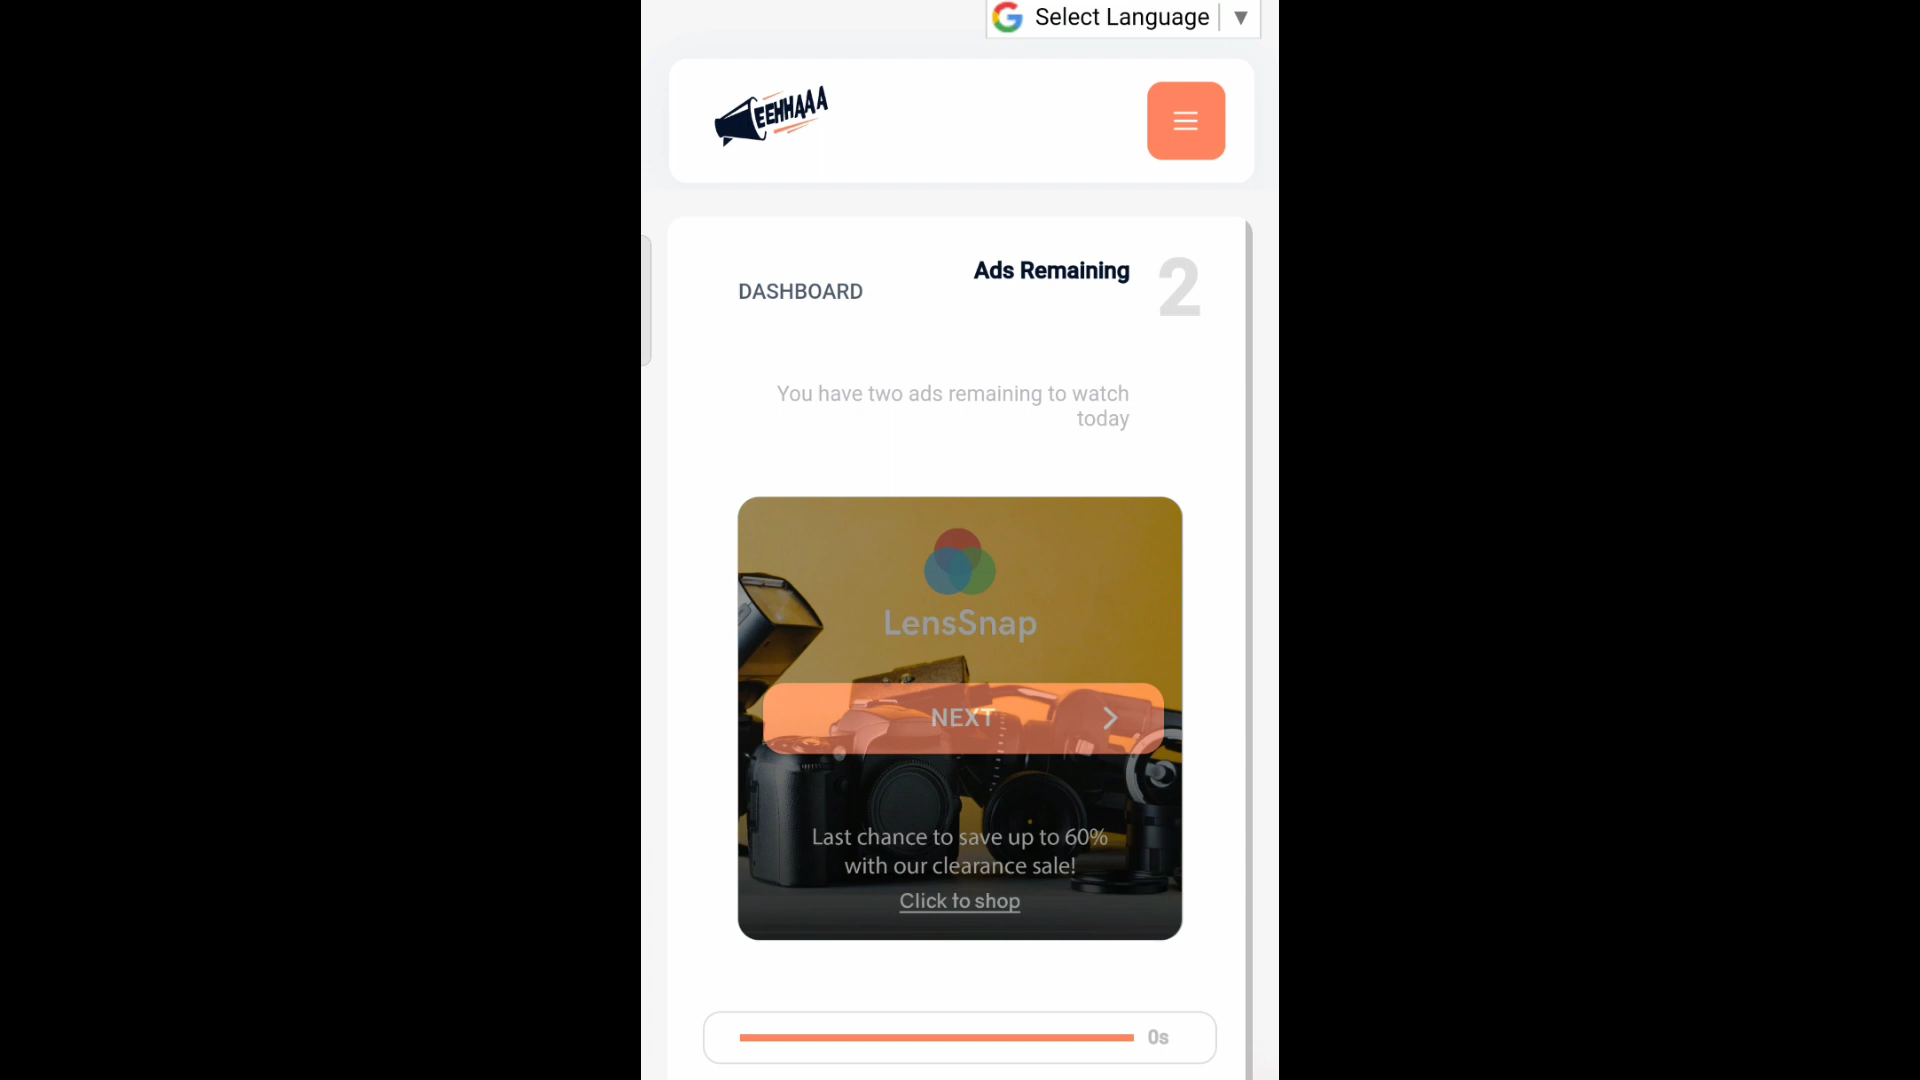 Select Language ▼
EEHHAAA
Ads Remaining
2
DASHBOARD
You have two ads remaining to watch
today
LensSnap
NEXT
Last chance to save up to 60%
with our clearance sale!
Click to shop
0s